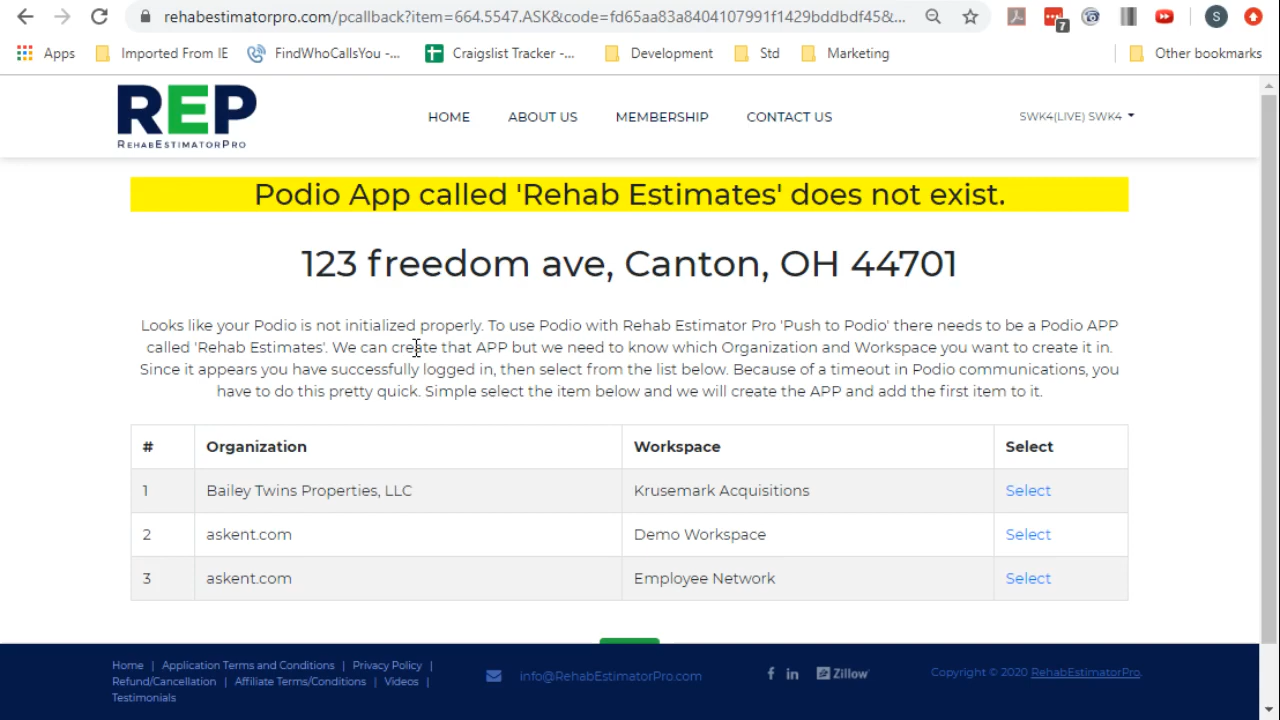 rehabestimatorpro.com/pcallback?item=664.5547.ASK&code=fd65aa83a8404107991f1429bddbdf45&...
7
S
Apps
Imported From IE
FindWhoCallsYou -...
Craigslist Tracker -...
Development
Std
Marketing
Other bookmarks
REP
REHABESTIMATORPRO
HOME
ABOUT US
MEMBERSHIP
CONTACT US
SWK4(LIVE) SWK4
Podio App called 'Rehab Estimates' does not exist.
123 freedom ave, Canton, OH 44701
Looks like your Podio is not initialized properly. To use Podio with Rehab Estimator Pro 'Push to Podio' there needs to be a Podio APP
called 'Rehab Estimates'. We can create that APP but we need to know which Organization and Workspace you want to create it in.
Since it appears you have successfully logged in, then select from the list below. Because of a timeout in Podio communications, you
have to do this pretty quick. Simple select the item below and we will create the APP and add the first item to it.
# Organization Workspace Select
1 Bailey Twins Properties, LLC Krusemark Acquisitions Select
2 askent.com Demo Workspace Select
3 askent.com Employee Network Select
Home | Application Terms and Conditions | Privacy Policy |
Refund/Cancellation | Affiliate Terms/Conditions | Videos |
Testimonials
info@RehabEstimatorPro.com
f in Zillow
Copyright © 2020 RehabEstimatorPro.